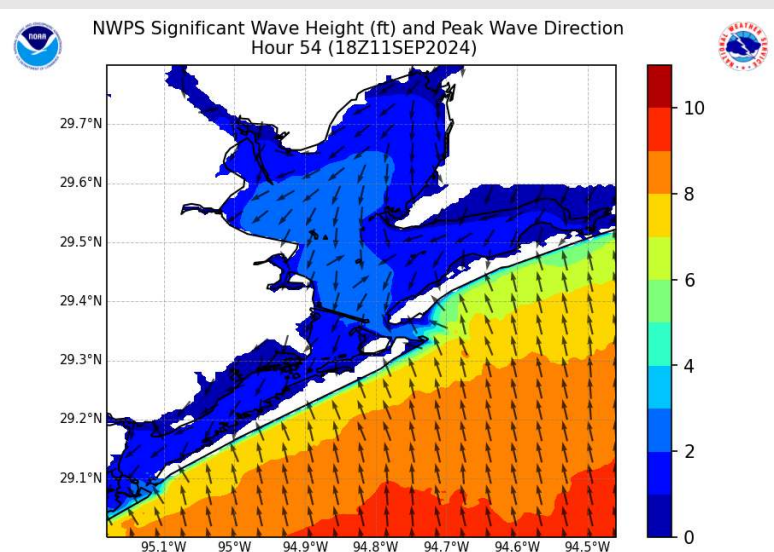 NWPS Significant Wave Height (ft) and Peak Wave Direction
Hour 54 (18Z11SEP2024)
NOAA
29.7°N
29.6°N
29.5°N
29.4°N
29.3°N
29.2°N
29.1°N
95.1°W 95°W 94.9°W 94.8°W 94.7°W 94.6°W 94.5°W
10
8
6
4
2
0